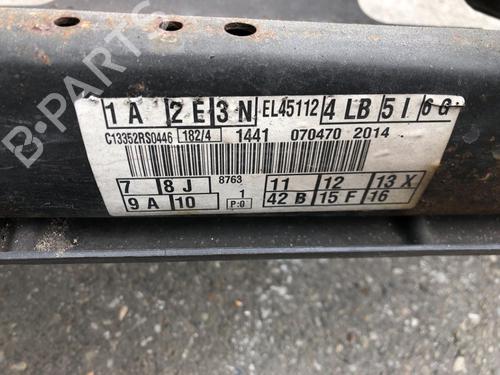 1 A 2 E 3 N EL45112 4 LB 5 I 6 G
C13352RS0446 182/4 1441 070470 2014
7 8 J 8763 11 12 13 X
9 A 10 1 P:0 42 B 15 F 16
B-PARTS
B-PARTS